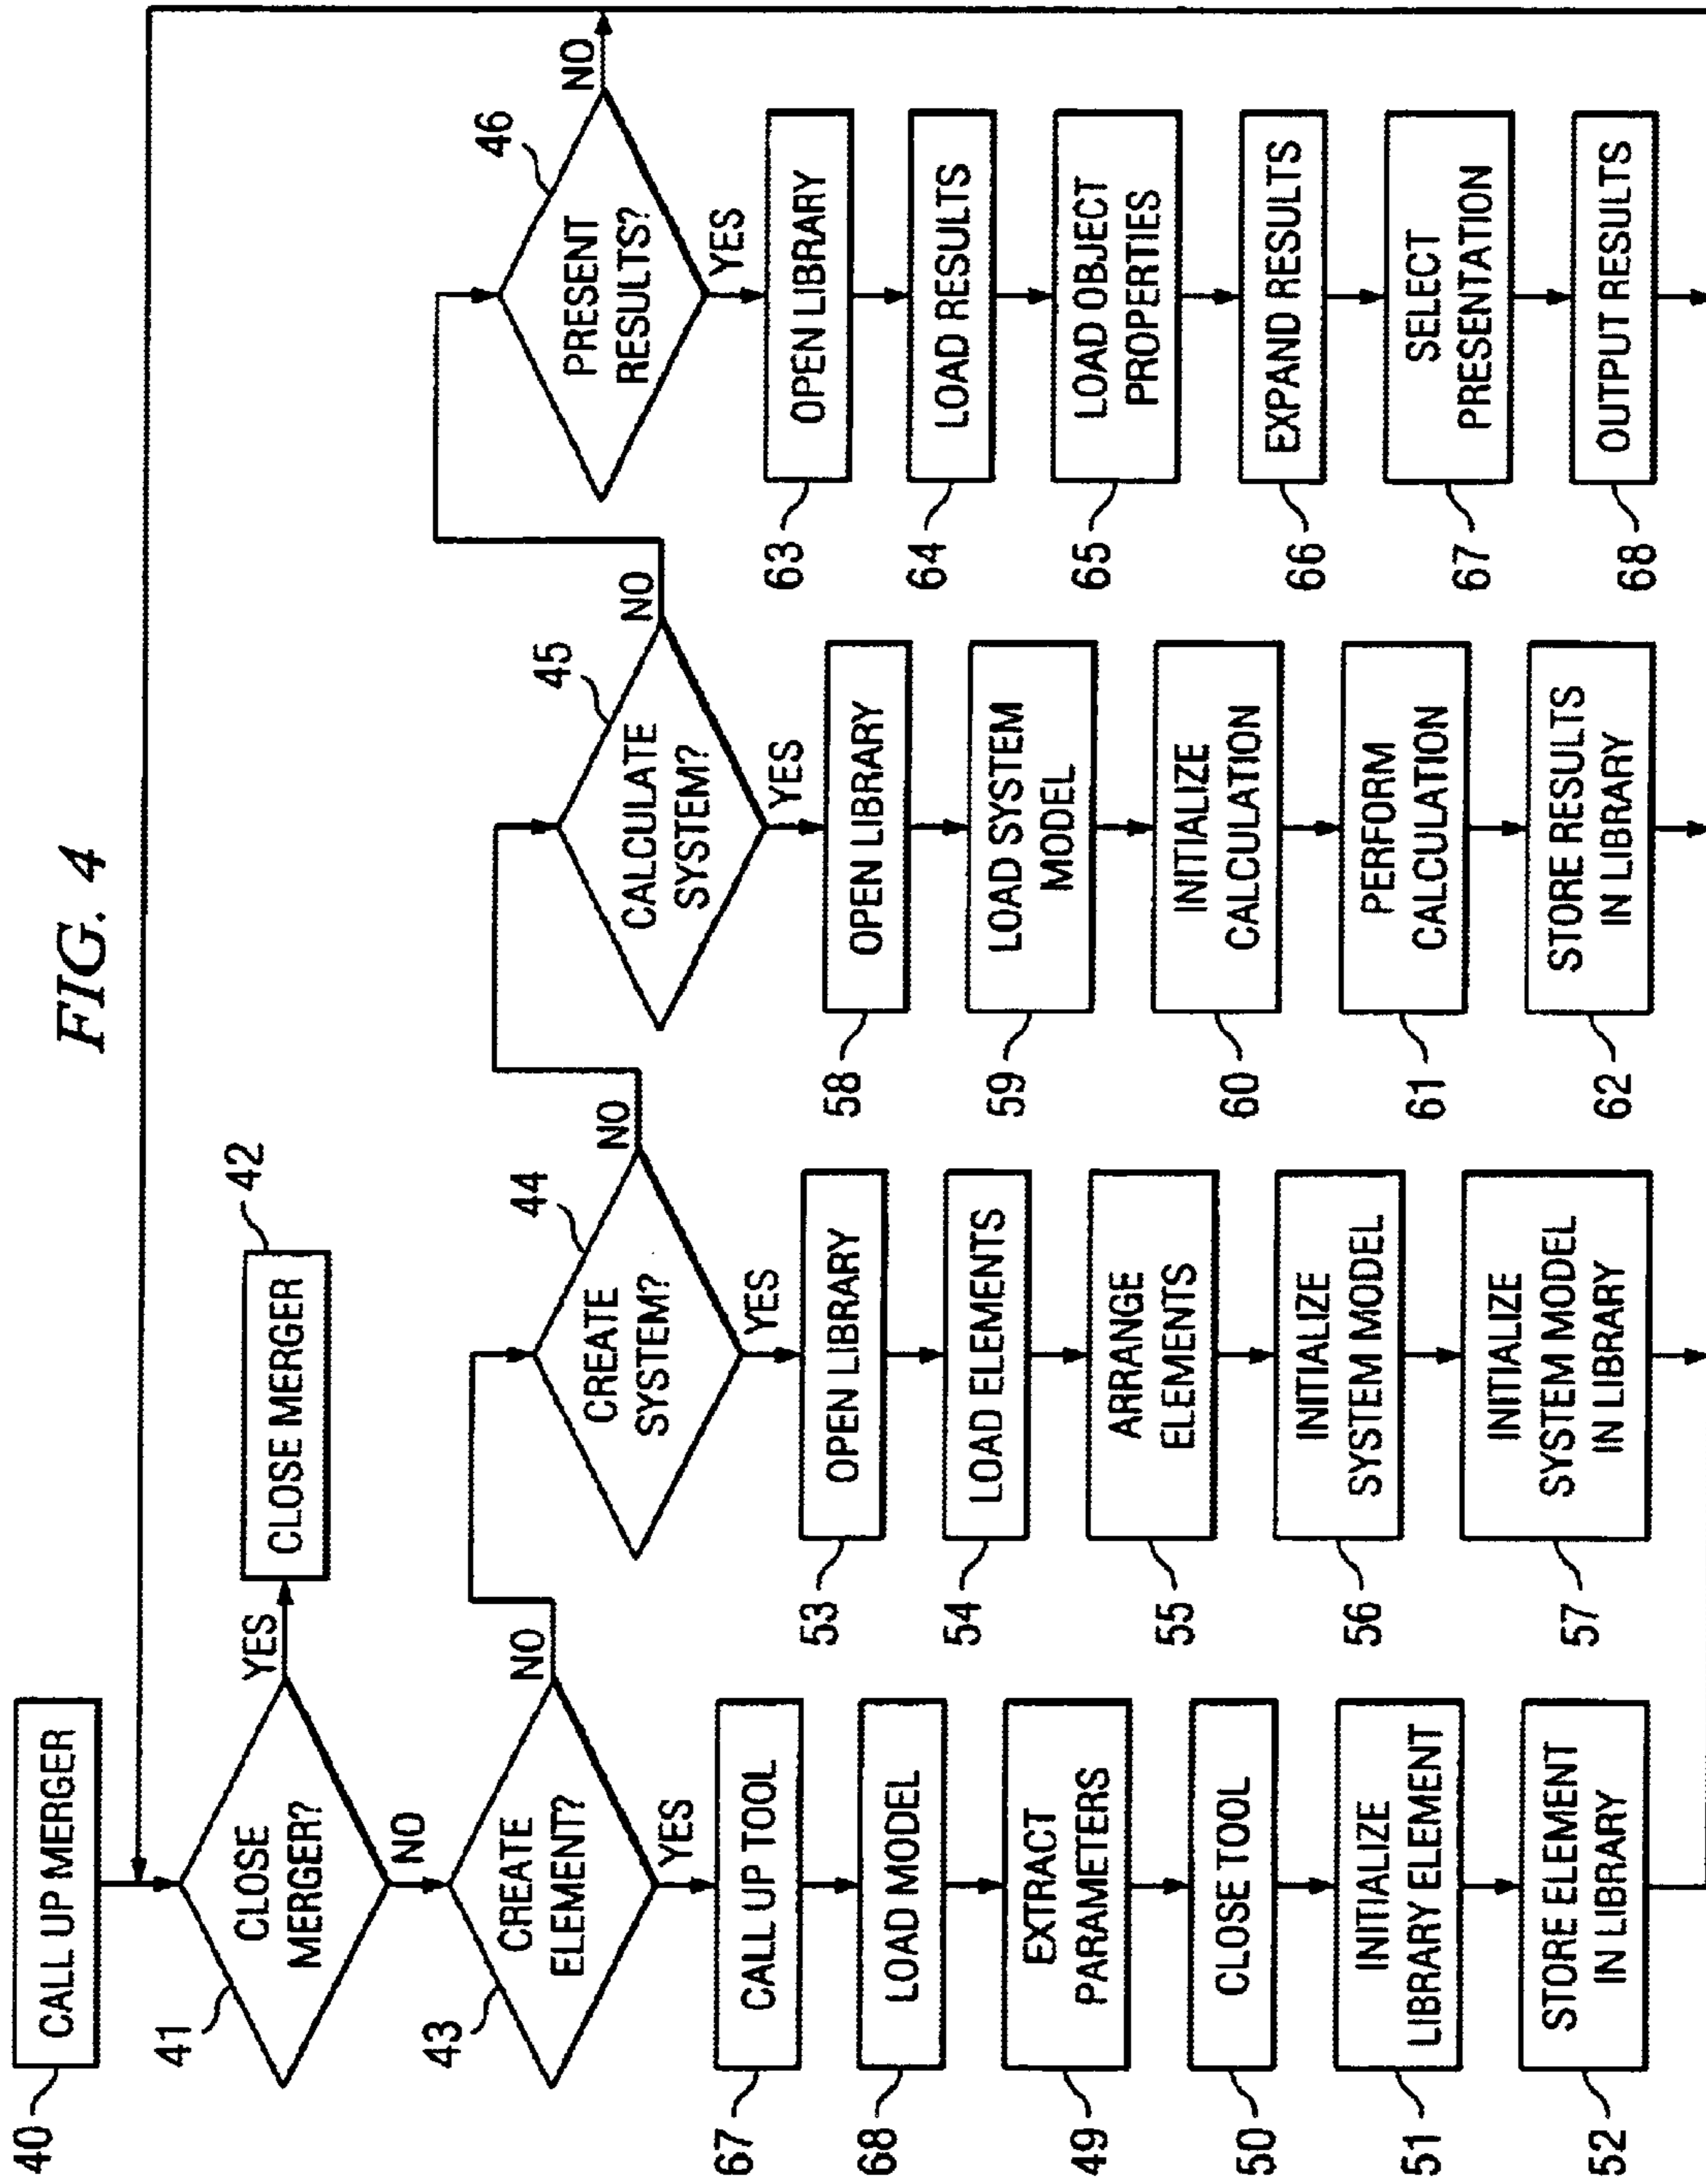 FIG. 4
40
CALL UP MERGER
41
CLOSE
MERGER?
YES
CLOSE MERGER
42
NO
43
CREATE
ELEMENT?
NO
YES
67
CALL UP TOOL
68
LOAD MODEL
49
EXTRACT
PARAMETERS
50
CLOSE TOOL
51
INITIALIZE
LIBRARY ELEMENT
52
STORE ELEMENT
IN LIBRARY
44
CREATE
SYSTEM?
NO
YES
53
OPEN LIBRARY
54
LOAD ELEMENTS
55
ARRANGE
ELEMENTS
56
INITIALIZE
SYSTEM MODEL
57
INITIALIZE
SYSTEM MODEL
IN LIBRARY
45
CALCULATE
SYSTEM?
NO
YES
58
OPEN LIBRARY
59
LOAD SYSTEM
MODEL
60
INITIALIZE
CALCULATION
61
PERFORM
CALCULATION
62
STORE RESULTS
IN LIBRARY
46
PRESENT
RESULTS?
NO
YES
63
OPEN LIBRARY
64
LOAD RESULTS
65
LOAD OBJECT
PROPERTIES
66
EXPAND RESULTS
67
SELECT
PRESENTATION
68
OUTPUT RESULTS